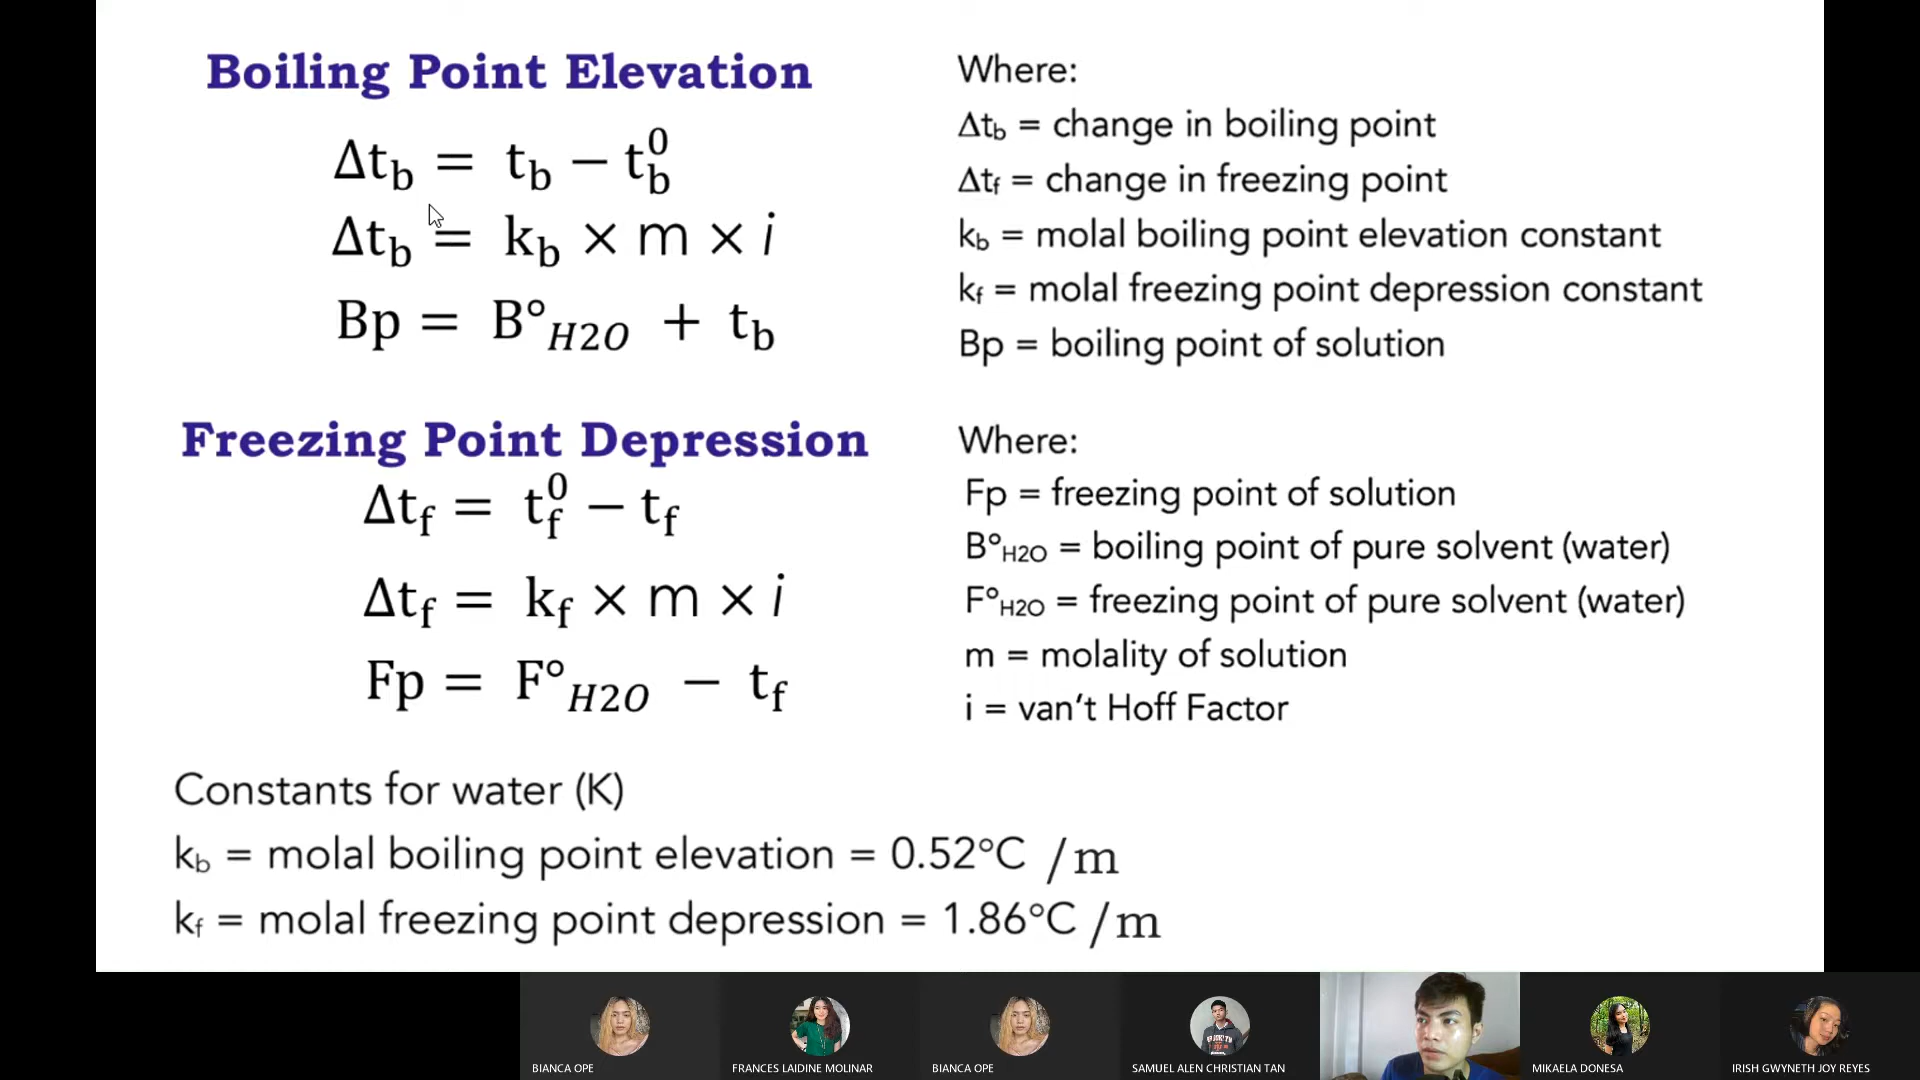 Boiling Point Elevation
Δt_b = t_b − t_b^0
Δt_b = k_b × m × i
Bp = B°_H2O + t_b
Where:
Δt_b = change in boiling point
Δt_f = change in freezing point
k_b = molal boiling point elevation constant
k_f = molal freezing point depression constant
Bp = boiling point of solution
Freezing Point Depression
Δt_f = t_f^0 − t_f
Δt_f = k_f × m × i
Fp = F°_H2O − t_f
Where:
Fp = freezing point of solution
B°_H2O = boiling point of pure solvent (water)
F°_H2O = freezing point of pure solvent (water)
m = molality of solution
i = van’t Hoff Factor
Constants for water (K)
k_b = molal boiling point elevation = 0.52°C /m
k_f = molal freezing point depression = 1.86°C /m
BIANCA OPE
FRANCES LAIDINE MOLINAR
BIANCA OPE
SAMUEL ALEN CHRISTIAN TAN
MIKAELA DONESA
IRISH GWYNETH JOY REYES